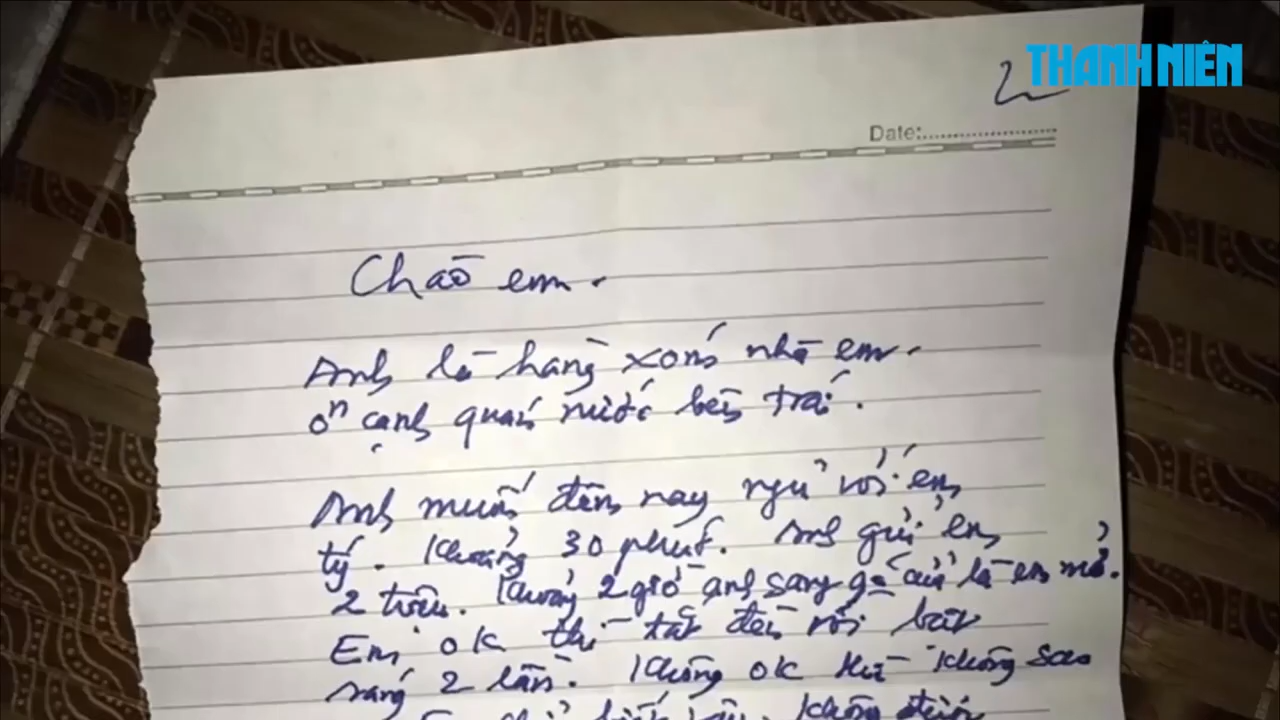 THANH NIÊN
Date:
Chào em.
Anh là hàng xóm nhà em.
ở cạnh quán nước bên trái.
Anh muốn đêm nay ngủ với em
tý. Khoảng 30 phút. Anh gửi em
2 triệu. Khoảng 2 giờ anh sang gõ cửa là em mở.
Em ok thì tắt đèn rồi bật
sáng 2 lần. Không ok thì không sao
Không được